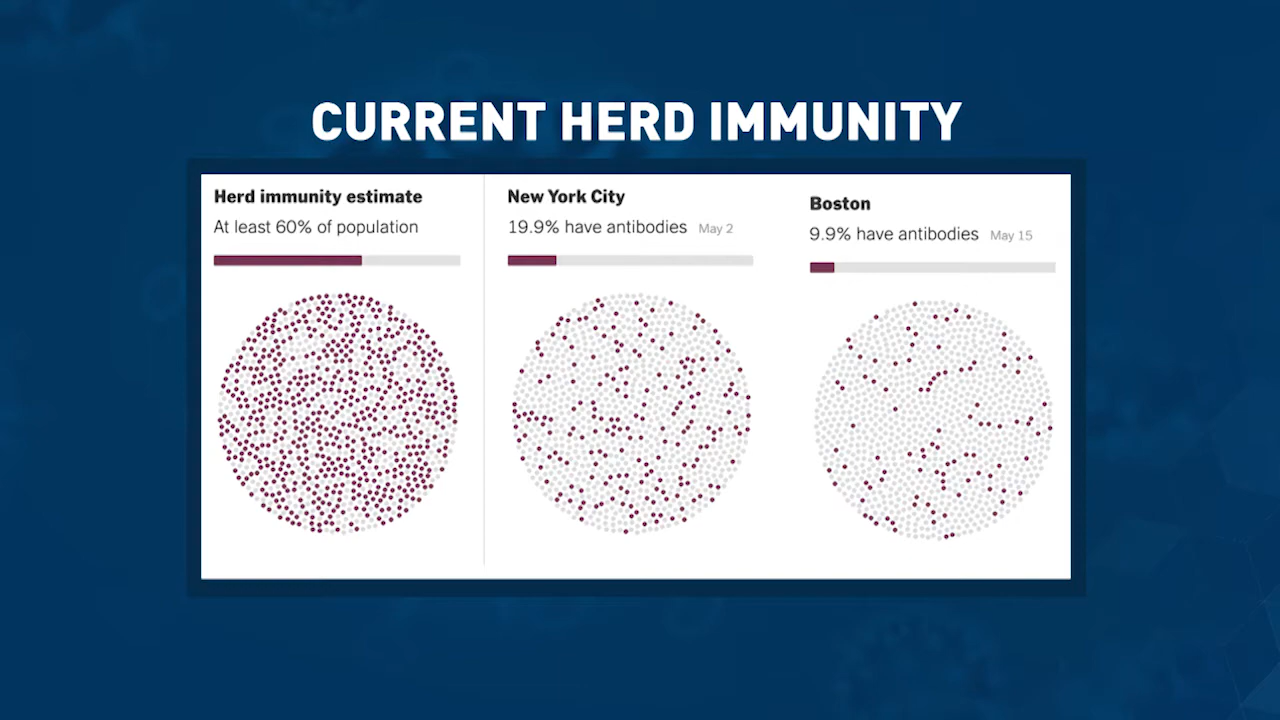 CURRENT HERD IMMUNITY
Herd immunity estimate
At least 60% of population
New York City
19.9% have antibodies May 2
Boston
9.9% have antibodies May 15